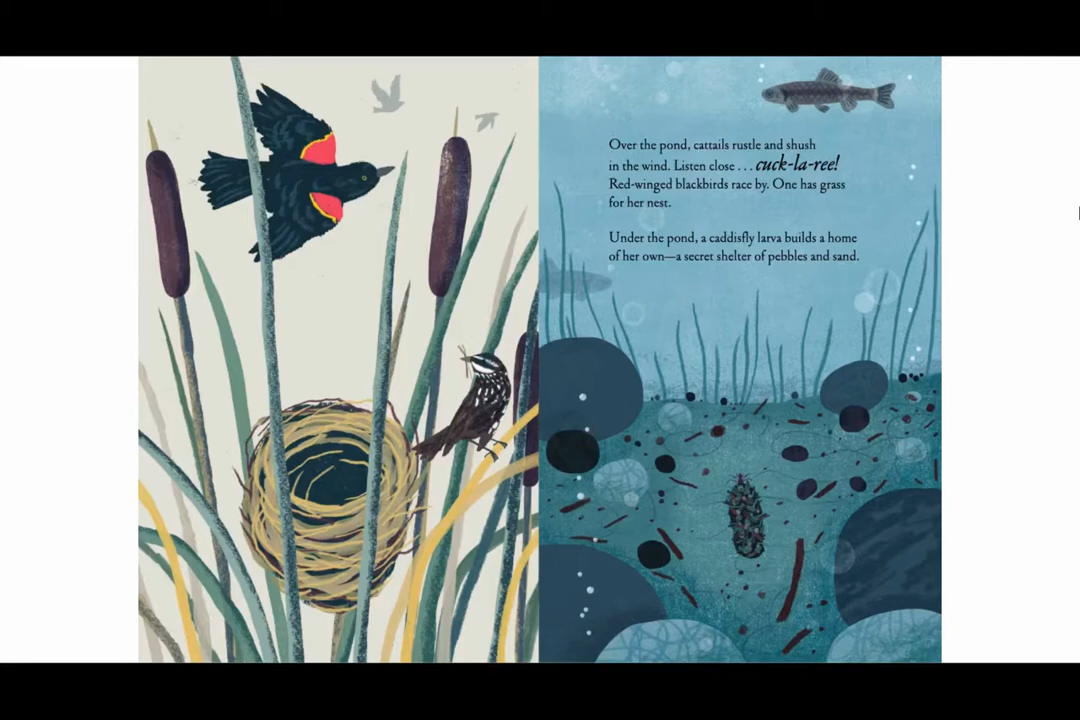 Over the pond, cattails rustle and shush
in the wind. Listen close . . . cuck-la-ree!
Red-winged blackbirds race by. One has grass
for her nest.
Under the pond, a caddisfly larva builds a home
of her own—a secret shelter of pebbles and sand.